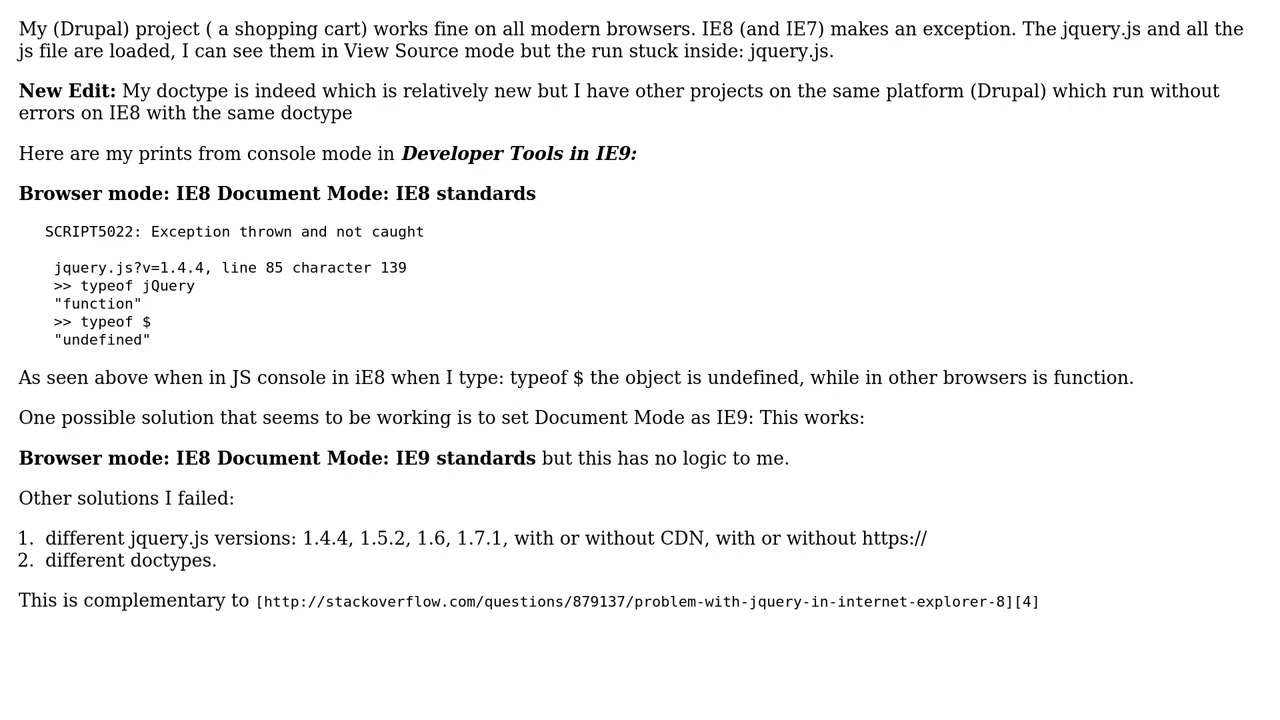 My (Drupal) project ( a shopping cart) works fine on all modern browsers. IE8 (and IE7) makes an exception. The jquery.js and all the
js file are loaded, I can see them in View Source mode but the run stuck inside: jquery.js.
New Edit: My doctype is indeed which is relatively new but I have other projects on the same platform (Drupal) which run without
errors on IE8 with the same doctype
Here are my prints from console mode in Developer Tools in IE9:
Browser mode: IE8 Document Mode: IE8 standards
SCRIPT5022: Exception thrown and not caught
jquery.js?v=1.4.4, line 85 character 139
>> typeof jQuery
"function"
>> typeof $
"undefined"
As seen above when in JS console in iE8 when I type: typeof $ the object is undefined, while in other browsers is function.
One possible solution that seems to be working is to set Document Mode as IE9: This works:
Browser mode: IE8 Document Mode: IE9 standards but this has no logic to me.
Other solutions I failed:
1. different jquery.js versions: 1.4.4, 1.5.2, 1.6, 1.7.1, with or without CDN, with or without https://
2. different doctypes.
This is complementary to [http://stackoverflow.com/questions/879137/problem-with-jquery-in-internet-explorer-8][4]